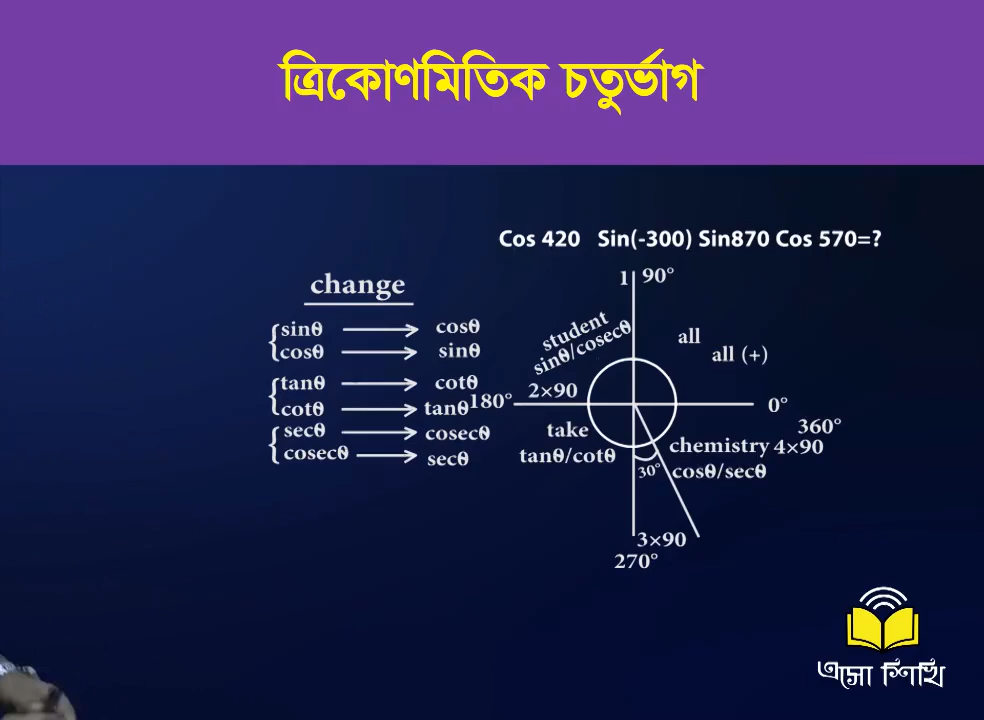 ত্রিকোণমিতিক চতুর্ভাগ
Cos 420 Sin(-300) Sin870 Cos 570=?
change
sinθ cosθ
cosθ sinθ
tanθ cotθ
cotθ tanθ
secθ cosecθ
cosecθ secθ
1 90°
student
sinθ/cosecθ
all
all (+)
2×90
180°
0°
360°
take
tanθ/cotθ
chemistry 4×90
cosθ/secθ
30°
3×90
270°
এসো শিখি